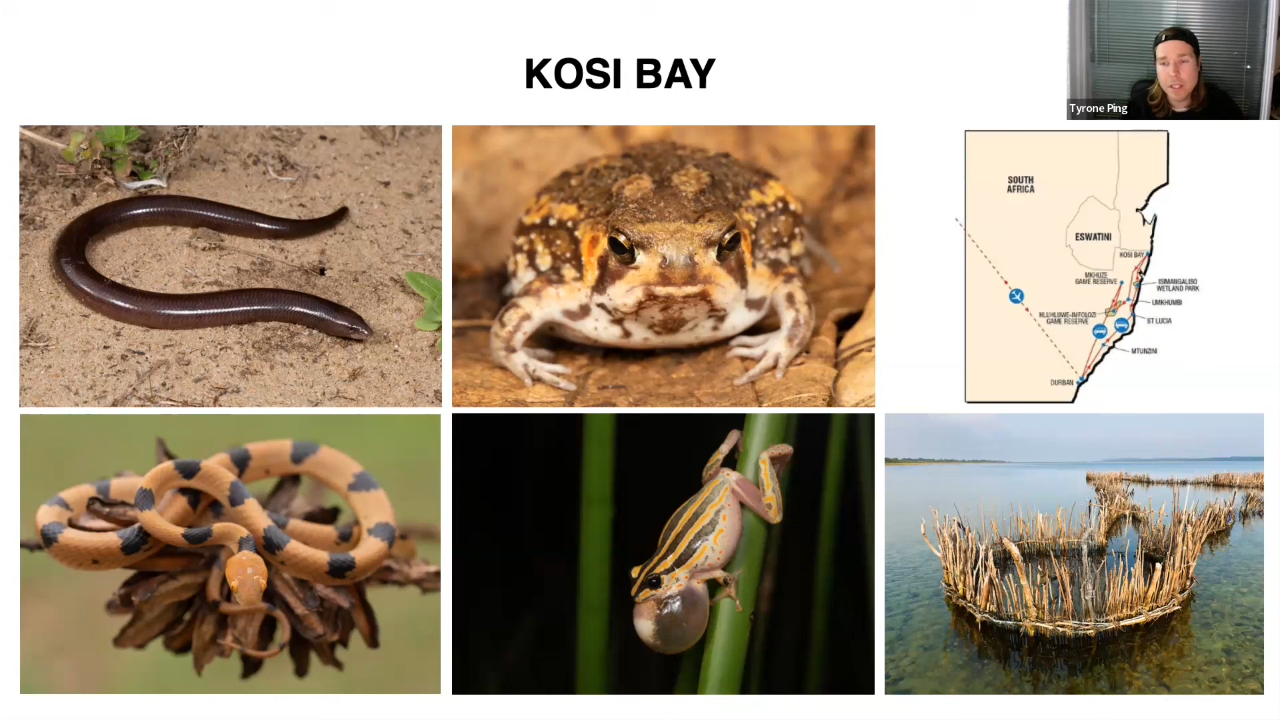 KOSI BAY
Tyrone Ping
SOUTH
AFRICA
ESWATINI
KOSI BAY
MKHUZE
GAME RESERVE
ISIMANGALISO
WETLAND PARK
UMKHUMBI
HLUHLUWE-IMFOLOZI
GAME RESERVE
ST LUCIA
MTUNZINI
DURBAN